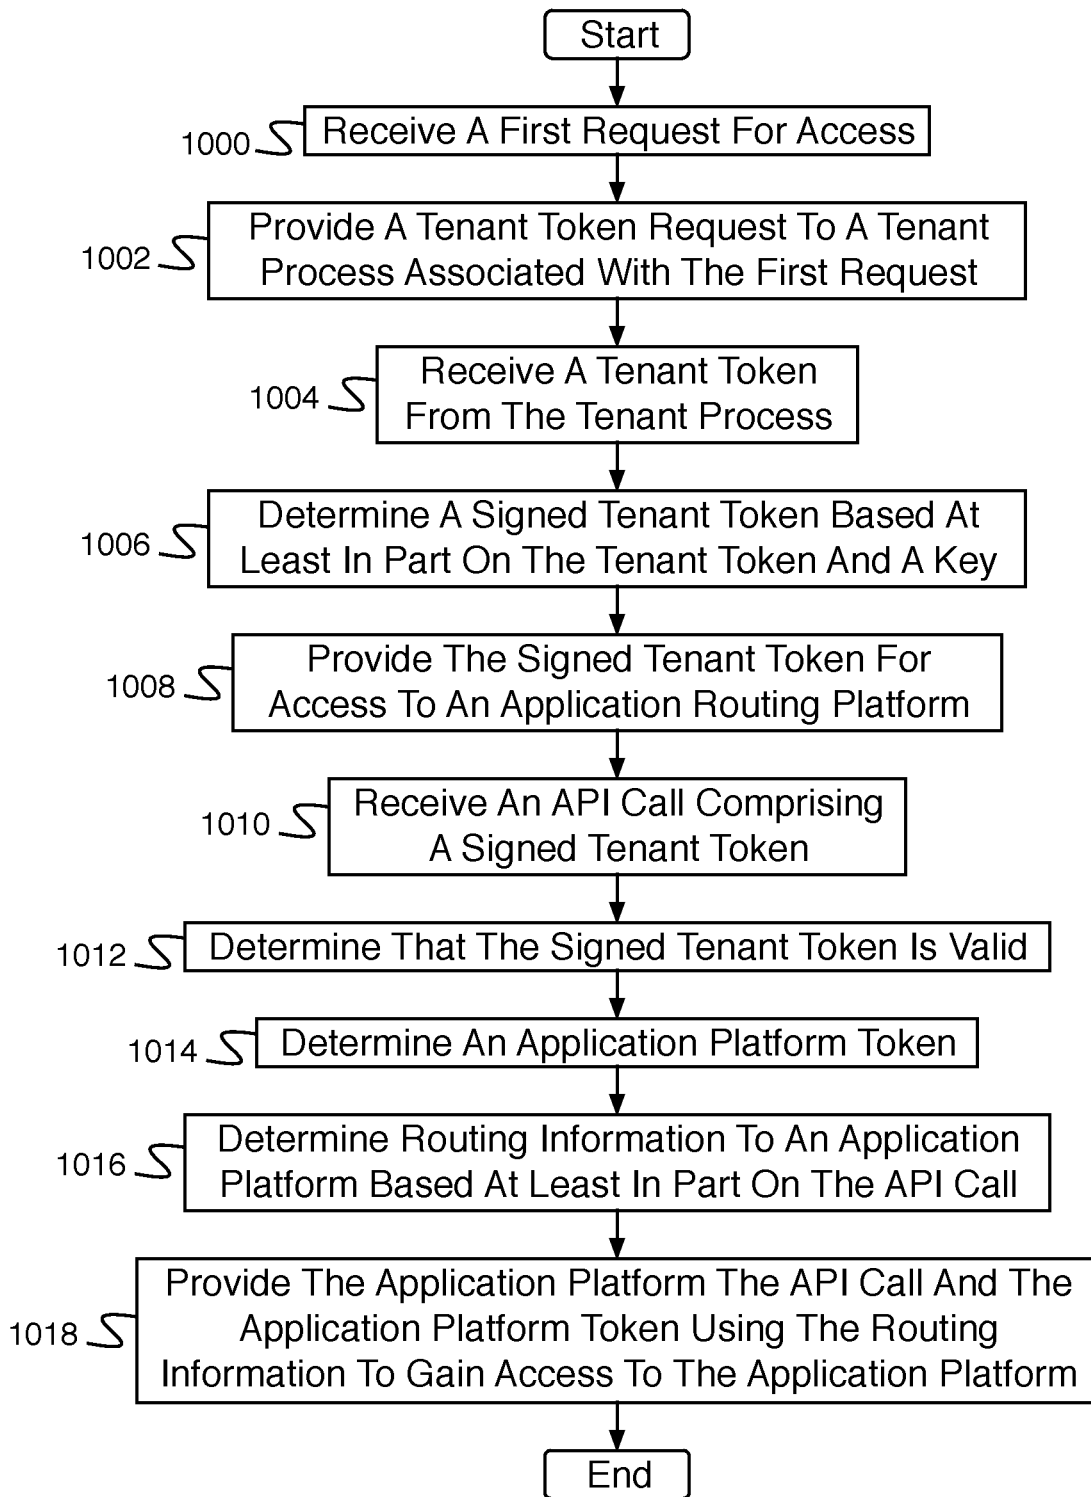 Start
1000
Receive A First Request For Access
1002
Provide A Tenant Token Request To A Tenant
Process Associated With The First Request
1004
Receive A Tenant Token
From The Tenant Process
1006
Determine A Signed Tenant Token Based At
Least In Part On The Tenant Token And A Key
1008
Provide The Signed Tenant Token For
Access To An Application Routing Platform
1010
Receive An API Call Comprising
A Signed Tenant Token
1012
Determine That The Signed Tenant Token Is Valid
1014
Determine An Application Platform Token
1016
Determine Routing Information To An Application
Platform Based At Least In Part On The API Call
1018
Provide The Application Platform The API Call And The
Application Platform Token Using The Routing
Information To Gain Access To The Application Platform
End